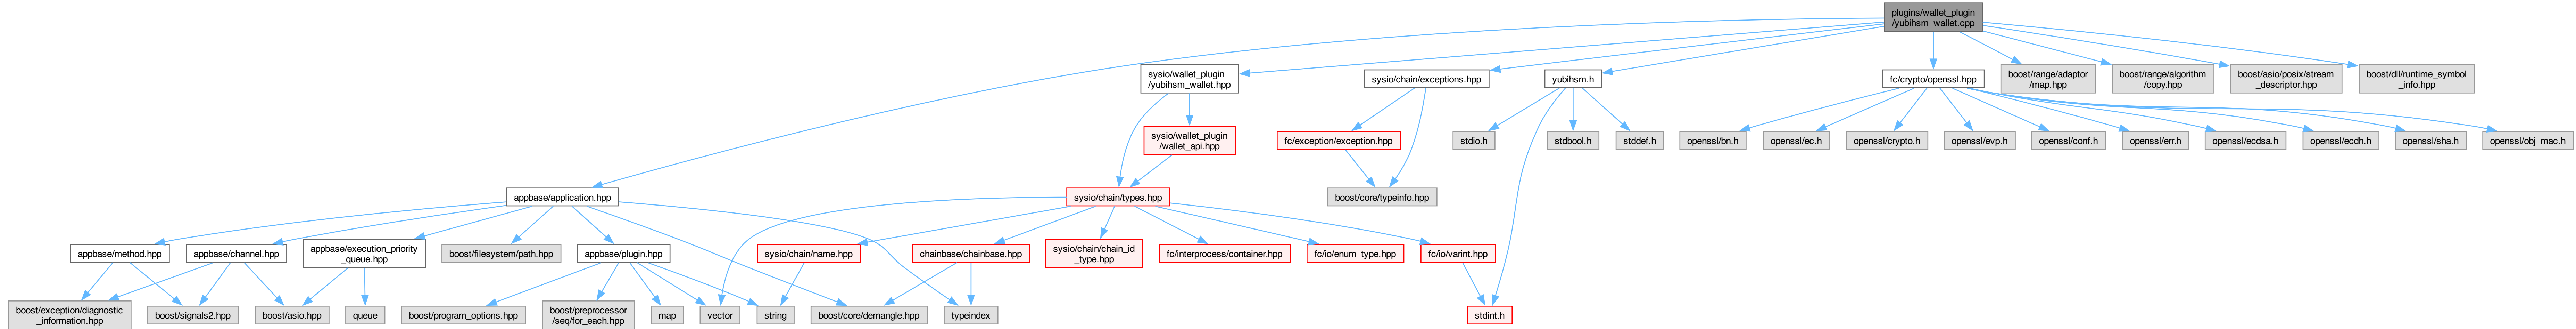 plugins/wallet_plugin
/yubihsm_wallet.cpp
sysio/wallet_plugin
/yubihsm_wallet.hpp
sysio/chain/exceptions.hpp
yubihsm.h
fc/crypto/openssl.hpp
boost/range/adaptor
/map.hpp
boost/range/algorithm
/copy.hpp
boost/asio/posix/stream
_descriptor.hpp
boost/dll/runtime_symbol
_info.hpp
sysio/wallet_plugin
/wallet_api.hpp
fc/exception/exception.hpp
stdio.h
stdbool.h
stddef.h
openssl/bn.h
openssl/ec.h
openssl/crypto.h
openssl/evp.h
openssl/conf.h
openssl/err.h
openssl/ecdsa.h
openssl/ecdh.h
openssl/sha.h
openssl/obj_mac.h
appbase/application.hpp
sysio/chain/types.hpp
boost/core/typeinfo.hpp
appbase/method.hpp
appbase/channel.hpp
appbase/execution_priority
_queue.hpp
boost/filesystem/path.hpp
appbase/plugin.hpp
sysio/chain/name.hpp
chainbase/chainbase.hpp
sysio/chain/chain_id
_type.hpp
fc/interprocess/container.hpp
fc/io/enum_type.hpp
fc/io/varint.hpp
boost/exception/diagnostic
_information.hpp
boost/signals2.hpp
boost/asio.hpp
queue
boost/program_options.hpp
boost/preprocessor
/seq/for_each.hpp
map
vector
string
boost/core/demangle.hpp
typeindex
stdint.h